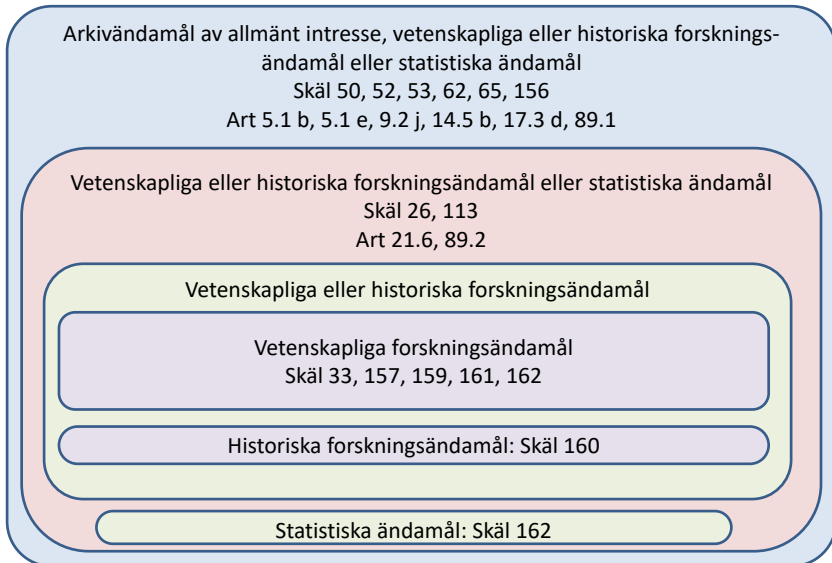 Arkivändamål av allmänt intresse, vetenskapliga eller historiska forsknings-
ändamål eller statistiska ändamål
Skäl 50, 52, 53, 62, 65, 156
Art 5.1 b, 5.1 e, 9.2 j, 14.5 b, 17.3 d, 89.1
Vetenskapliga eller historiska forskningsändamål eller statistiska ändamål
Skäl 26, 113
Art 21.6, 89.2
Vetenskapliga eller historiska forskningsändamål
Vetenskapliga forskningsändamål
Skäl 33, 157, 159, 161, 162
Historiska forskningsändamål: Skäl 160
Statistiska ändamål: Skäl 162